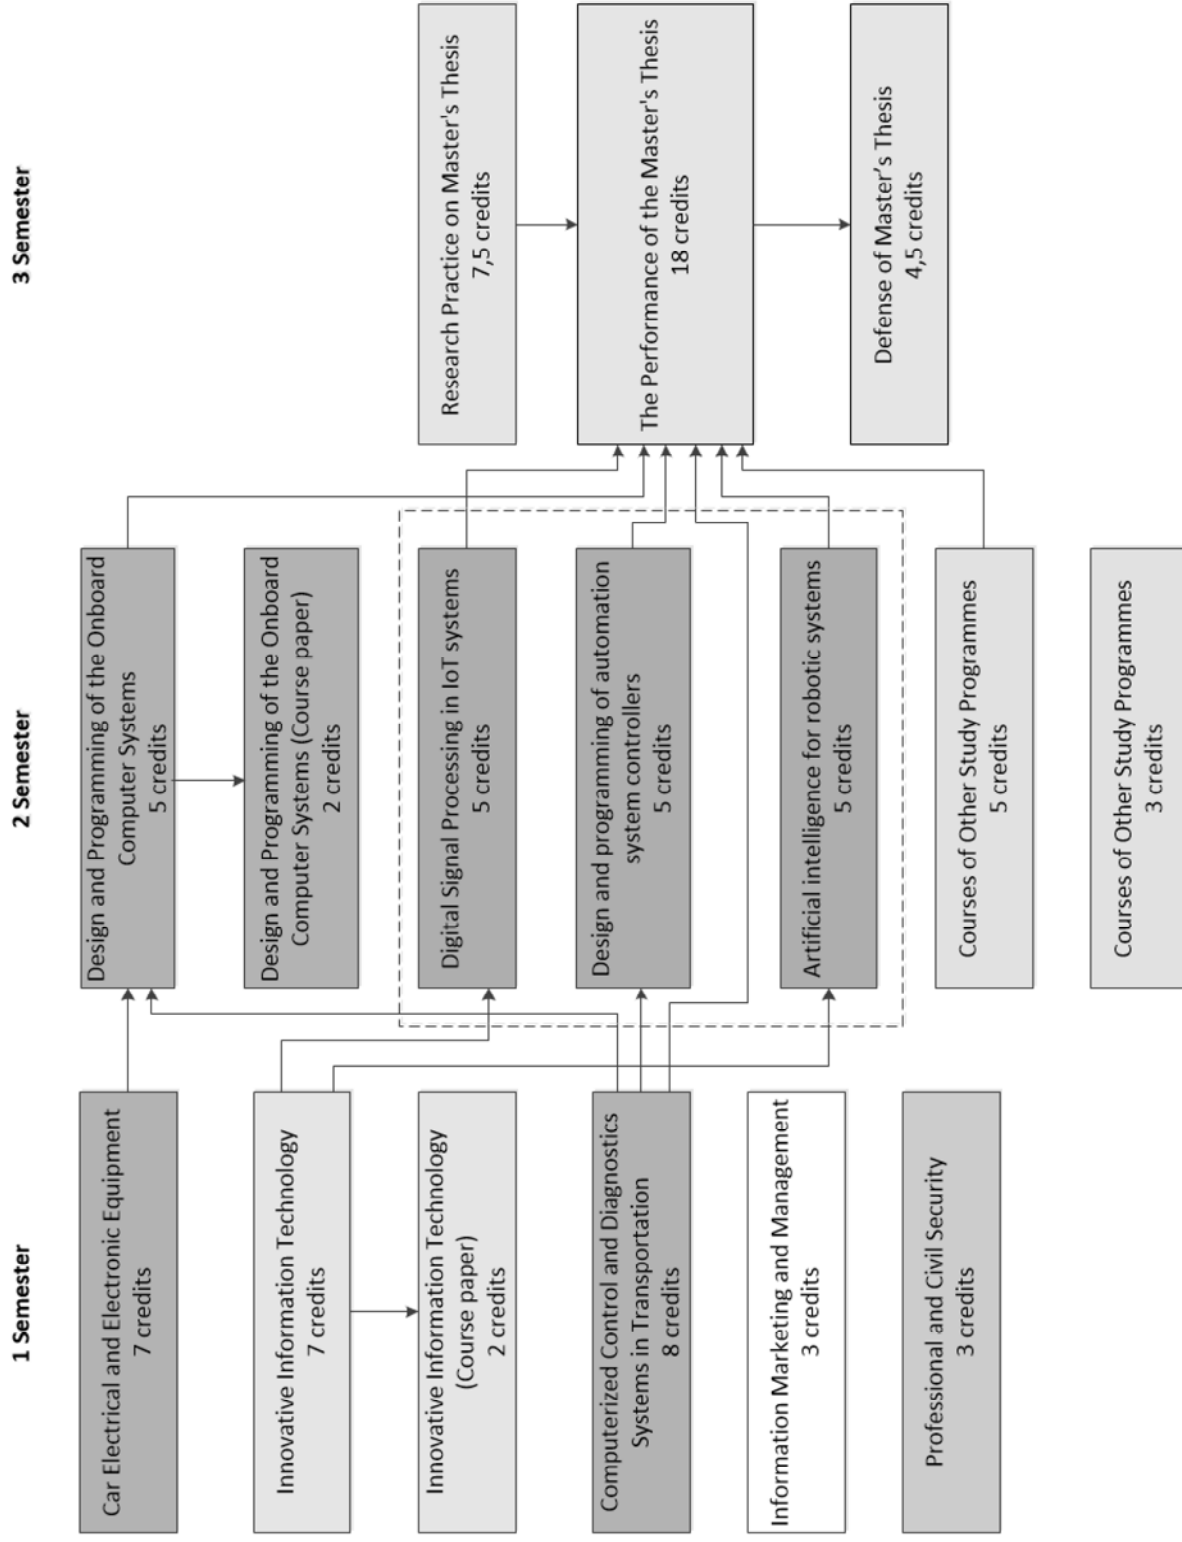 1 Semester
Car Electrical and Electronic Equipment
7 credits
Innovative Information Technology
7 credits
Innovative Information Technology
(Course paper)
2 credits
Computerized Control and Diagnostics
Systems in Transportation
8 credits
Information Marketing and Management
3 credits
Professional and Civil Security
3 credits
2 Semester
Design and Programming of the Onboard
Computer Systems
5 credits
Design and Programming of the Onboard
Computer Systems (Course paper)
2 credits
Digital Signal Processing in IoT systems
5 credits
Design and programming of automation
system controllers
5 credits
Artificial intelligence for robotic systems
5 credits
Courses of Other Study Programmes
5 credits
Courses of Other Study Programmes
3 credits
3 Semester
Research Practice on Master's Thesis
7,5 credits
The Performance of the Master's Thesis
18 credits
Defense of Master’s Thesis
4,5 credits